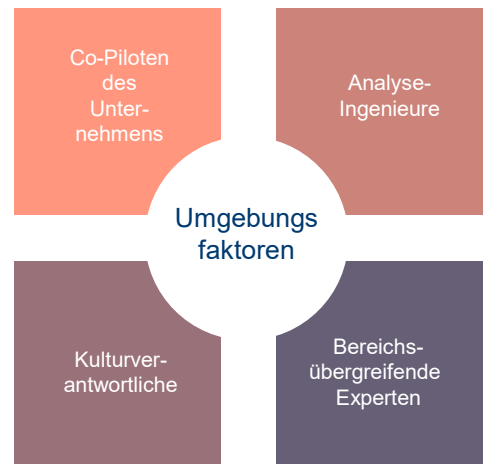 Co-Piloten
des
Unter-
nehmens
Analyse-
Ingenieure
Umgebungs
faktoren
Kulturver-
antwortliche
Bereichs-
übergreifende
Experten